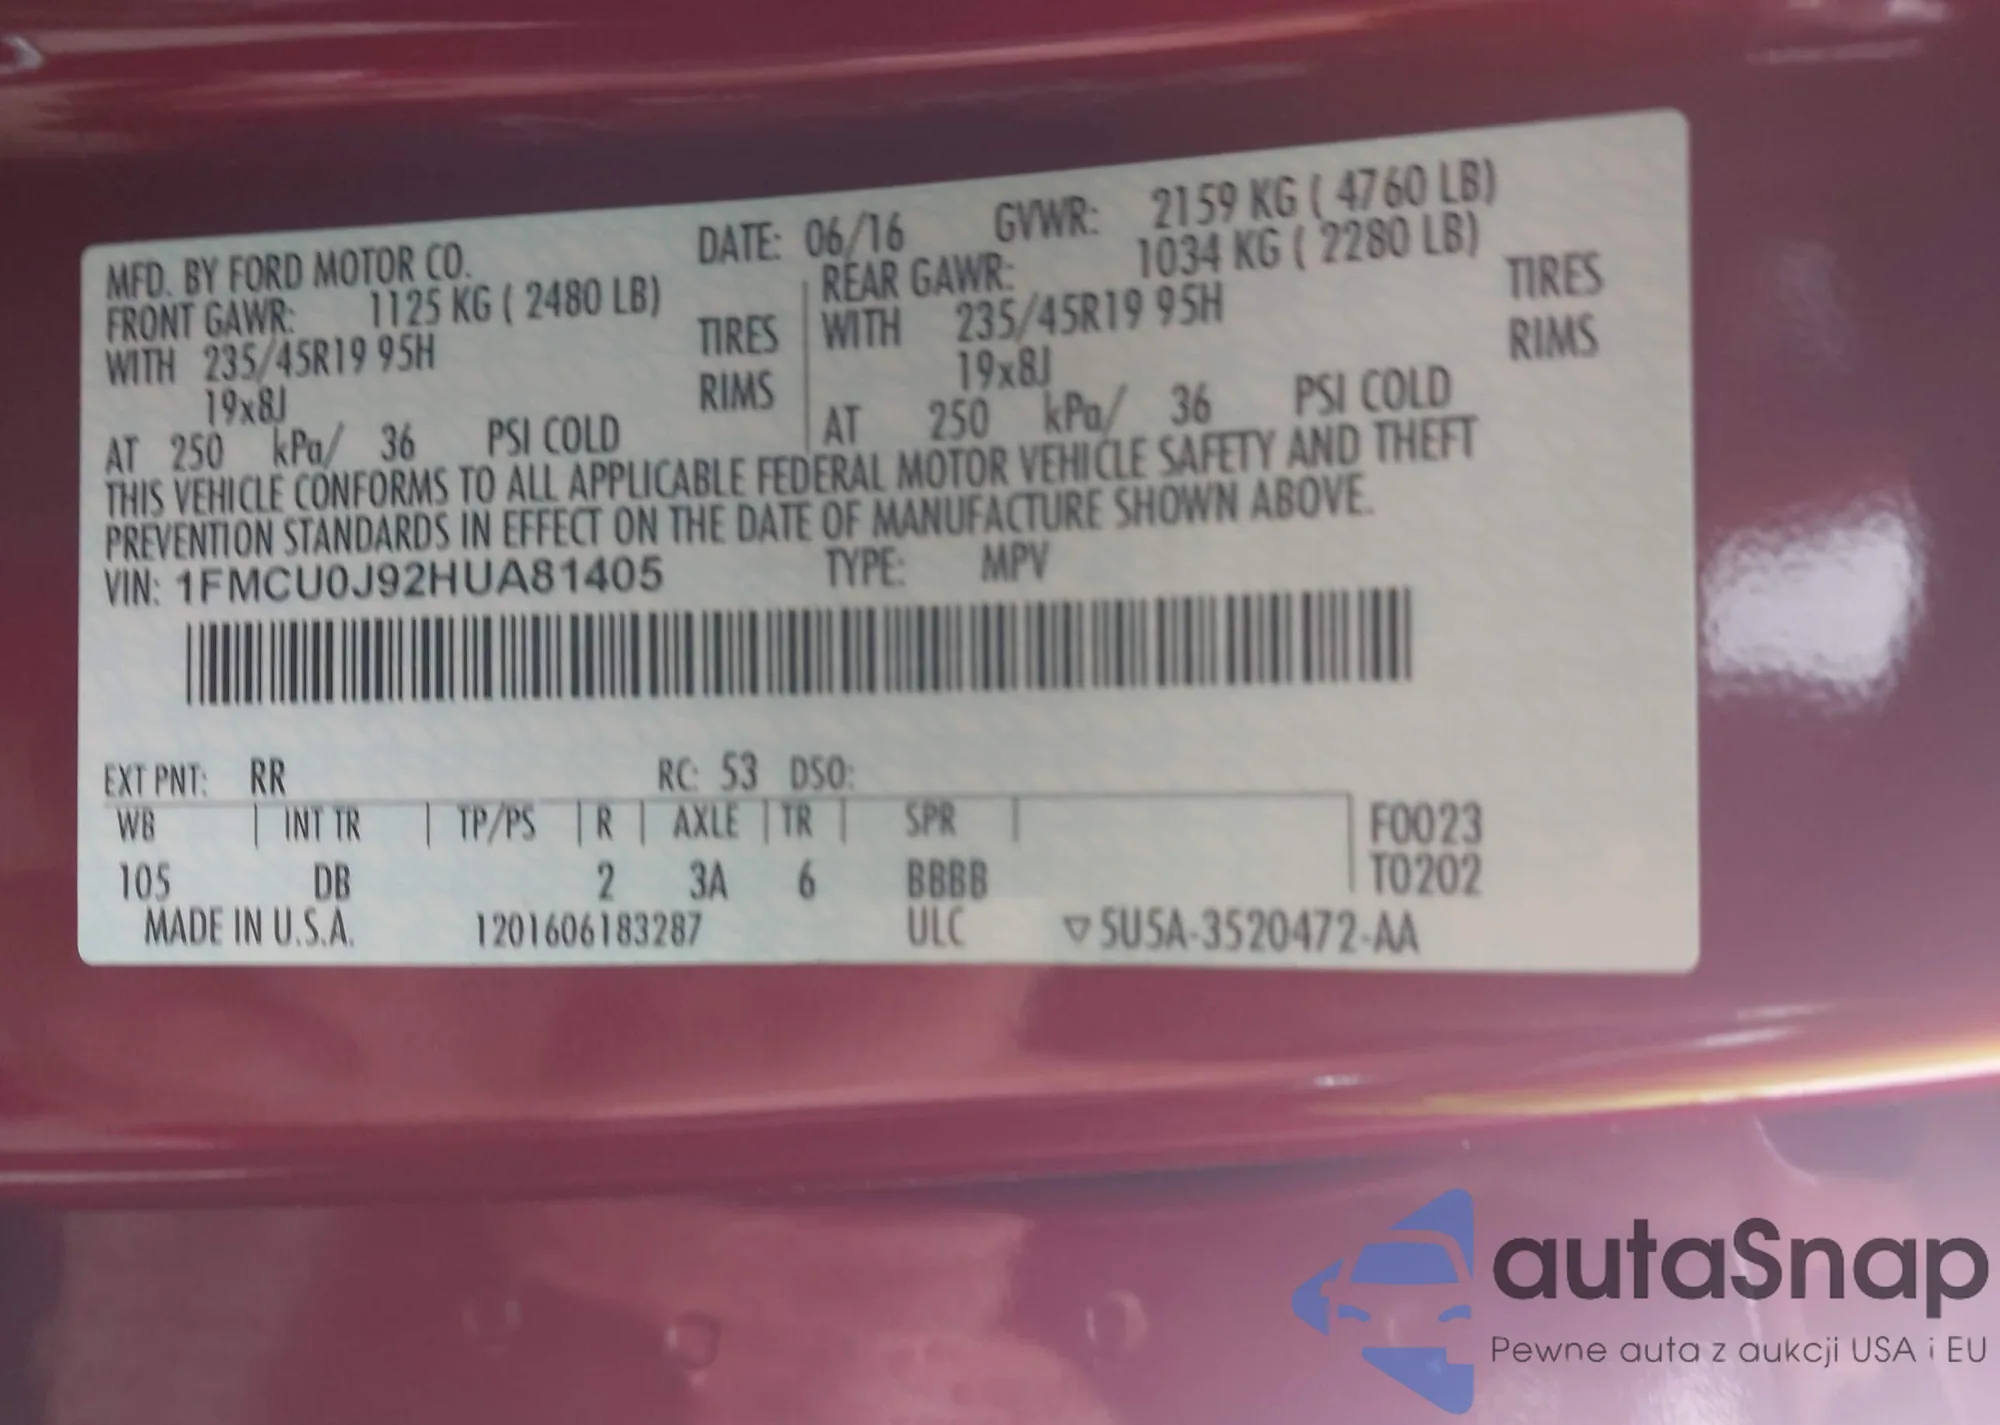 MFD. BY FORD MOTOR CO. DATE: 06/16 GVWR: 2159 KG ( 4760 LB)
FRONT GAWR: 1125 KG ( 2480 LB) REAR GAWR: 1034 KG ( 2280 LB)
WITH 235/45R19 95H TIRES WITH 235/45R19 95H TIRES
19x8J RIMS 19x8J RIMS
AT 250 kPa/ 36 PSI COLD AT 250 kPa/ 36 PSI COLD
THIS VEHICLE CONFORMS TO ALL APPLICABLE FEDERAL MOTOR VEHICLE SAFETY AND THEFT
PREVENTION STANDARDS IN EFFECT ON THE DATE OF MANUFACTURE SHOWN ABOVE.
VIN: 1FMCU0J92HUA81405 TYPE: MPV
EXT PNT: RR RC: 53 DSO:
WB | INT TR | TP/PS | R | AXLE | TR | SPR | F0023
105 DB 2 3A 6 BBBB T0202
MADE IN U.S.A. 1201606183287 ULC ▽5U5A-3520472-AA
autaSnap
Pewne auta z aukcji USA i EU